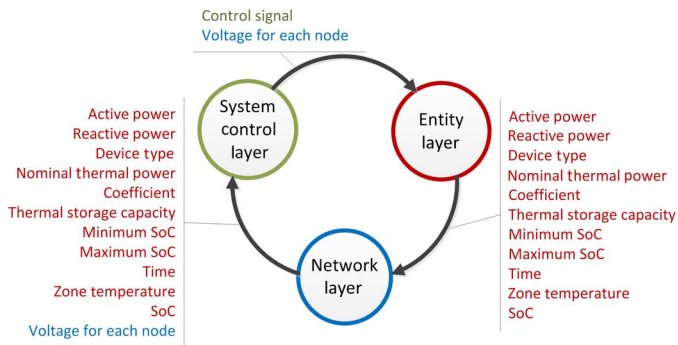 Control signal
Voltage for each node
System
control
layer
Entity
layer
Network
layer
Active power
Reactive power
Device type
Nominal thermal power
Coefficient
Thermal storage capacity
Minimum SoC
Maximum SoC
Time
Zone temperature
SoC
Voltage for each node
Active power
Reactive power
Device type
Nominal thermal power
Coefficient
Thermal storage capacity
Minimum SoC
Maximum SoC
Time
Zone temperature
SoC